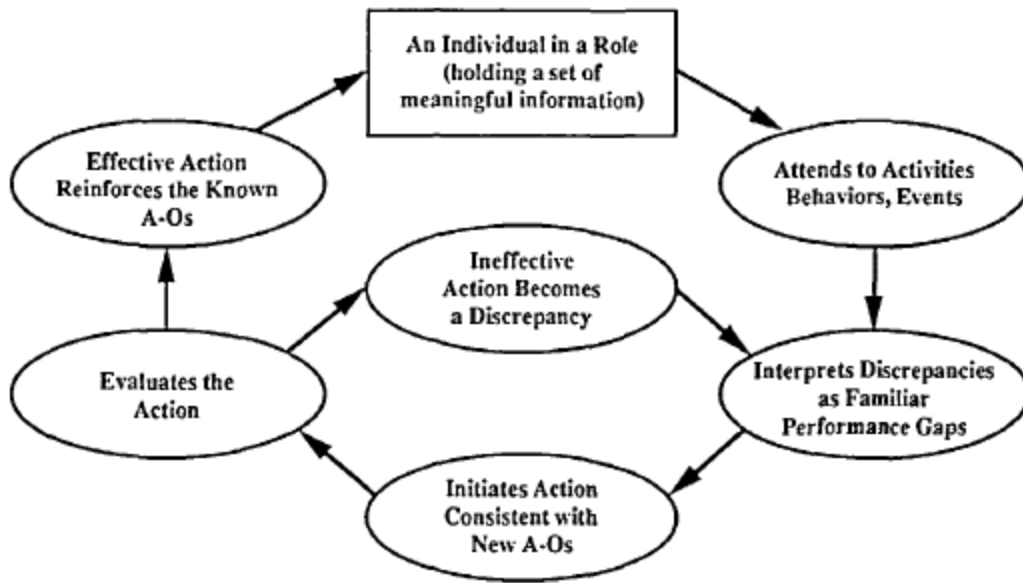 An Individual in a Role
(holding a set of
meaningful information)
Effective Action
Reinforces the Known
A-Os
Attends to Activities
Behaviors, Events
Ineffective
Action Becomes
a Discrepancy
Evaluates the
Action
Interprets Discrepancies
as Familiar
Performance Gaps
Initiates Action
Consistent with
New A-Os